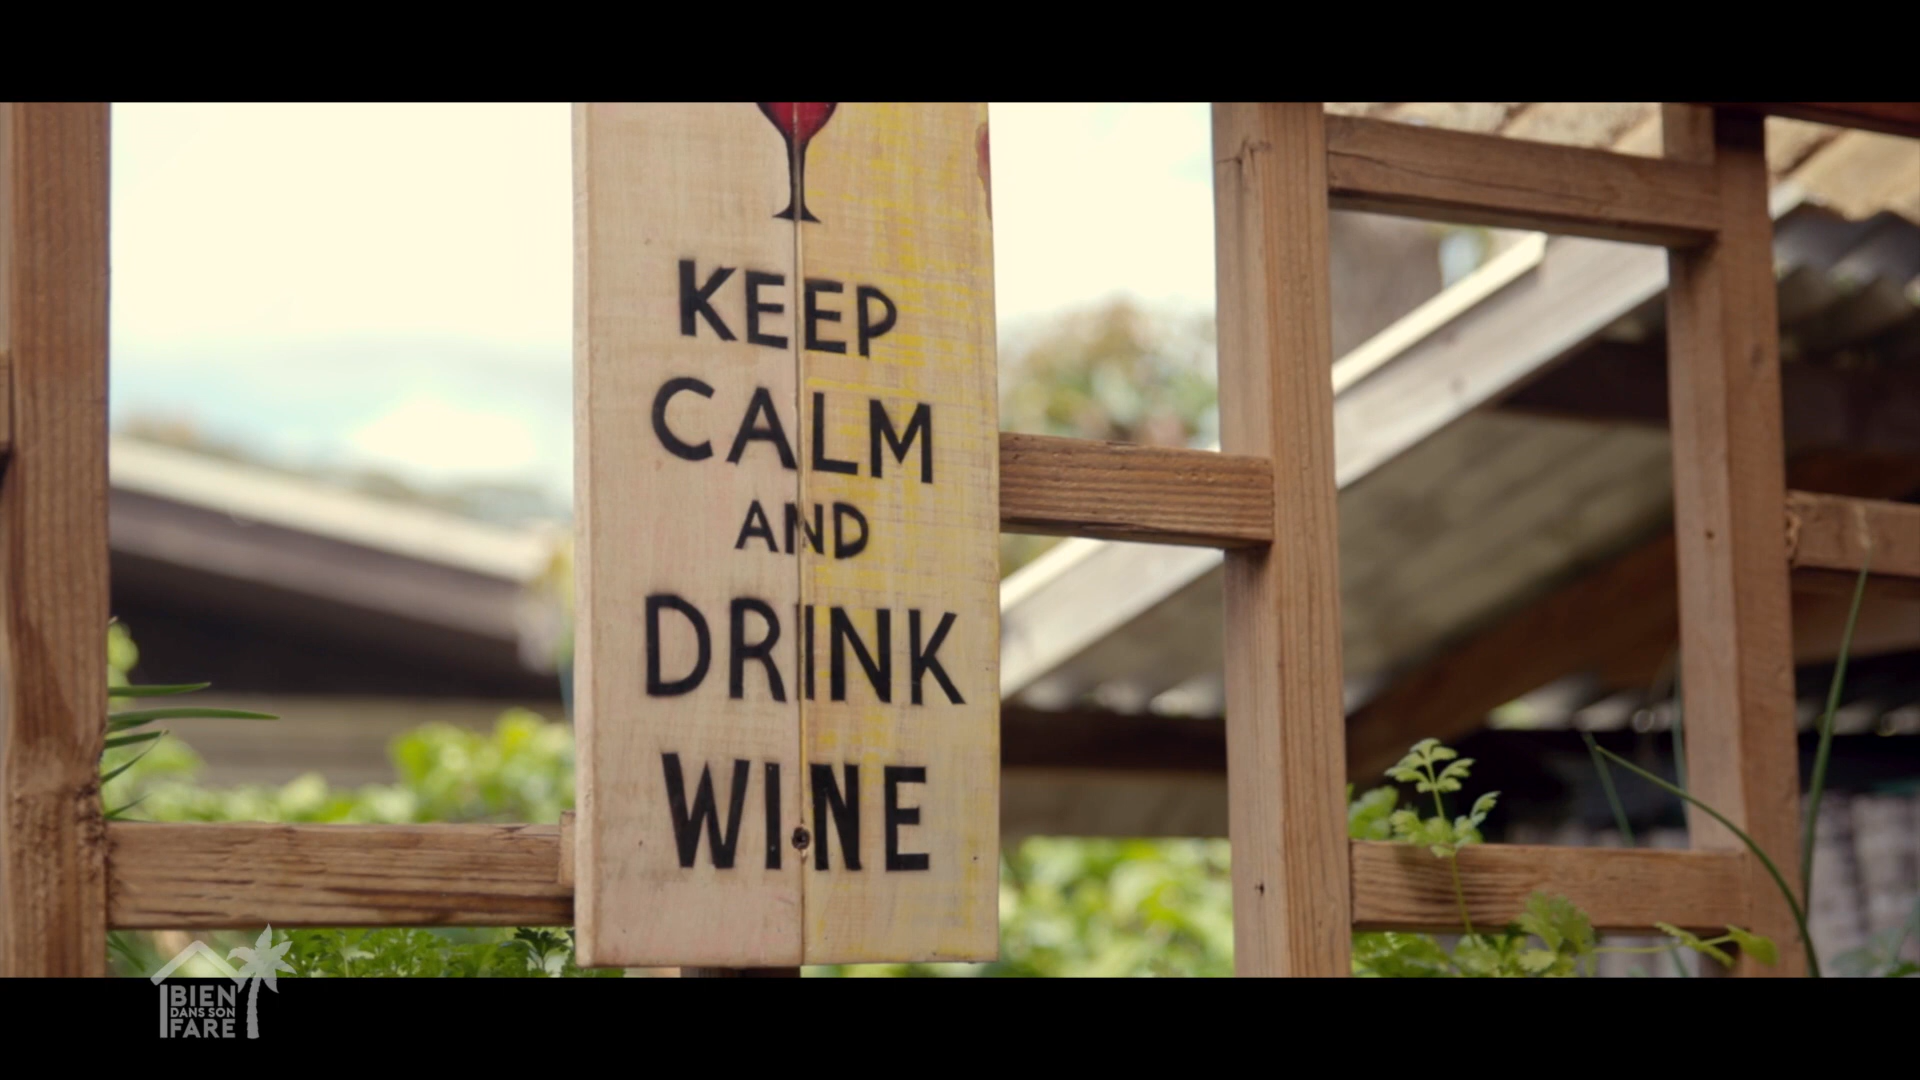 KEEP
CALM
AND
DRINK
WINE
BIEN
DANS SON
FARE